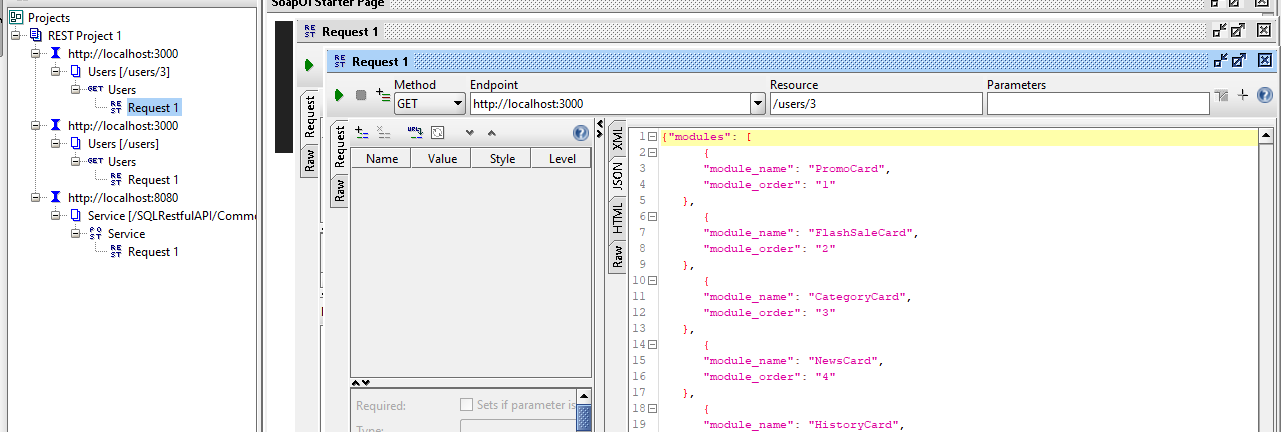 SoapUI Starter Page
Projects
REST Project 1
http://localhost:3000
Users [/users/3]
GET Users
REST Request 1
http://localhost:3000
Users [/users]
GET Users
REST Request 1
http://localhost:8080
Service [/SQLRestfulAPI/Comm
POST Service
REST Request 1
REST Request 1
REST Request 1
Method
Endpoint
Resource
Parameters
GET
http://localhost:3000
/users/3
Request
Raw
Request
Raw
URL
Name Value Style Level
Required:
Sets if parameter is
Type:
XML
JSON
HTML
Raw
1 {"modules": [
2 {
3 "module_name": "PromoCard",
4 "module_order": "1"
5 },
6 {
7 "module_name": "FlashSaleCard",
8 "module_order": "2"
9 },
10 {
11 "module_name": "CategoryCard",
12 "module_order": "3"
13 },
14 {
15 "module_name": "NewsCard",
16 "module_order": "4"
17 },
18 {
19 "module_name": "HistoryCard",